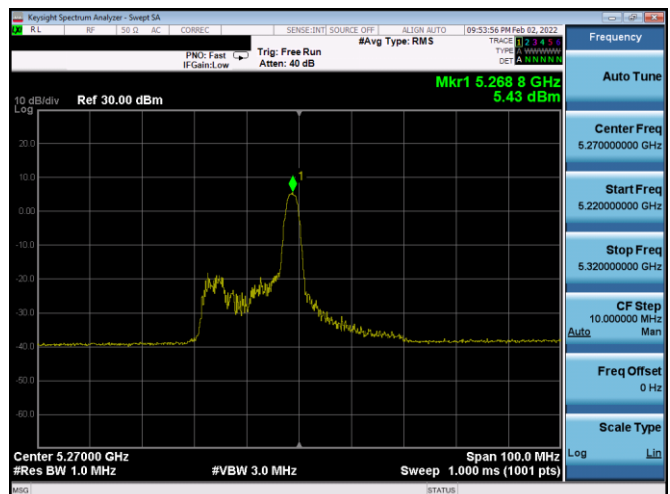 Keysight Spectrum Analyzer - Swept SA
RL RF 50 Ω AC CORREC SENSE:INT SOURCE OFF ALIGN AUTO 09:53:56 PM Feb 02, 2022
#Avg Type: RMS
TRACE 1 2 3 4 5 6
PNO: Fast Trig: Free Run TYPE A WWWWW
IFGain:Low Atten: 40 dB DET A N N N N N
Mkr1 5.268 8 GHz
10 dB/div Ref 30.00 dBm 5.43 dBm
Log
20.0
10.0
1
0.00
-10.0
-20.0
-30.0
-40.0
-50.0
-60.0
Center 5.27000 GHz Span 100.0 MHz
#Res BW 1.0 MHz #VBW 3.0 MHz Sweep 1.000 ms (1001 pts)
MSG STATUS
Frequency
Auto Tune
Center Freq
5.270000000 GHz
Start Freq
5.220000000 GHz
Stop Freq
5.320000000 GHz
CF Step
10.000000 MHz
Auto Man
Freq Offset
0 Hz
Scale Type
Log Lin